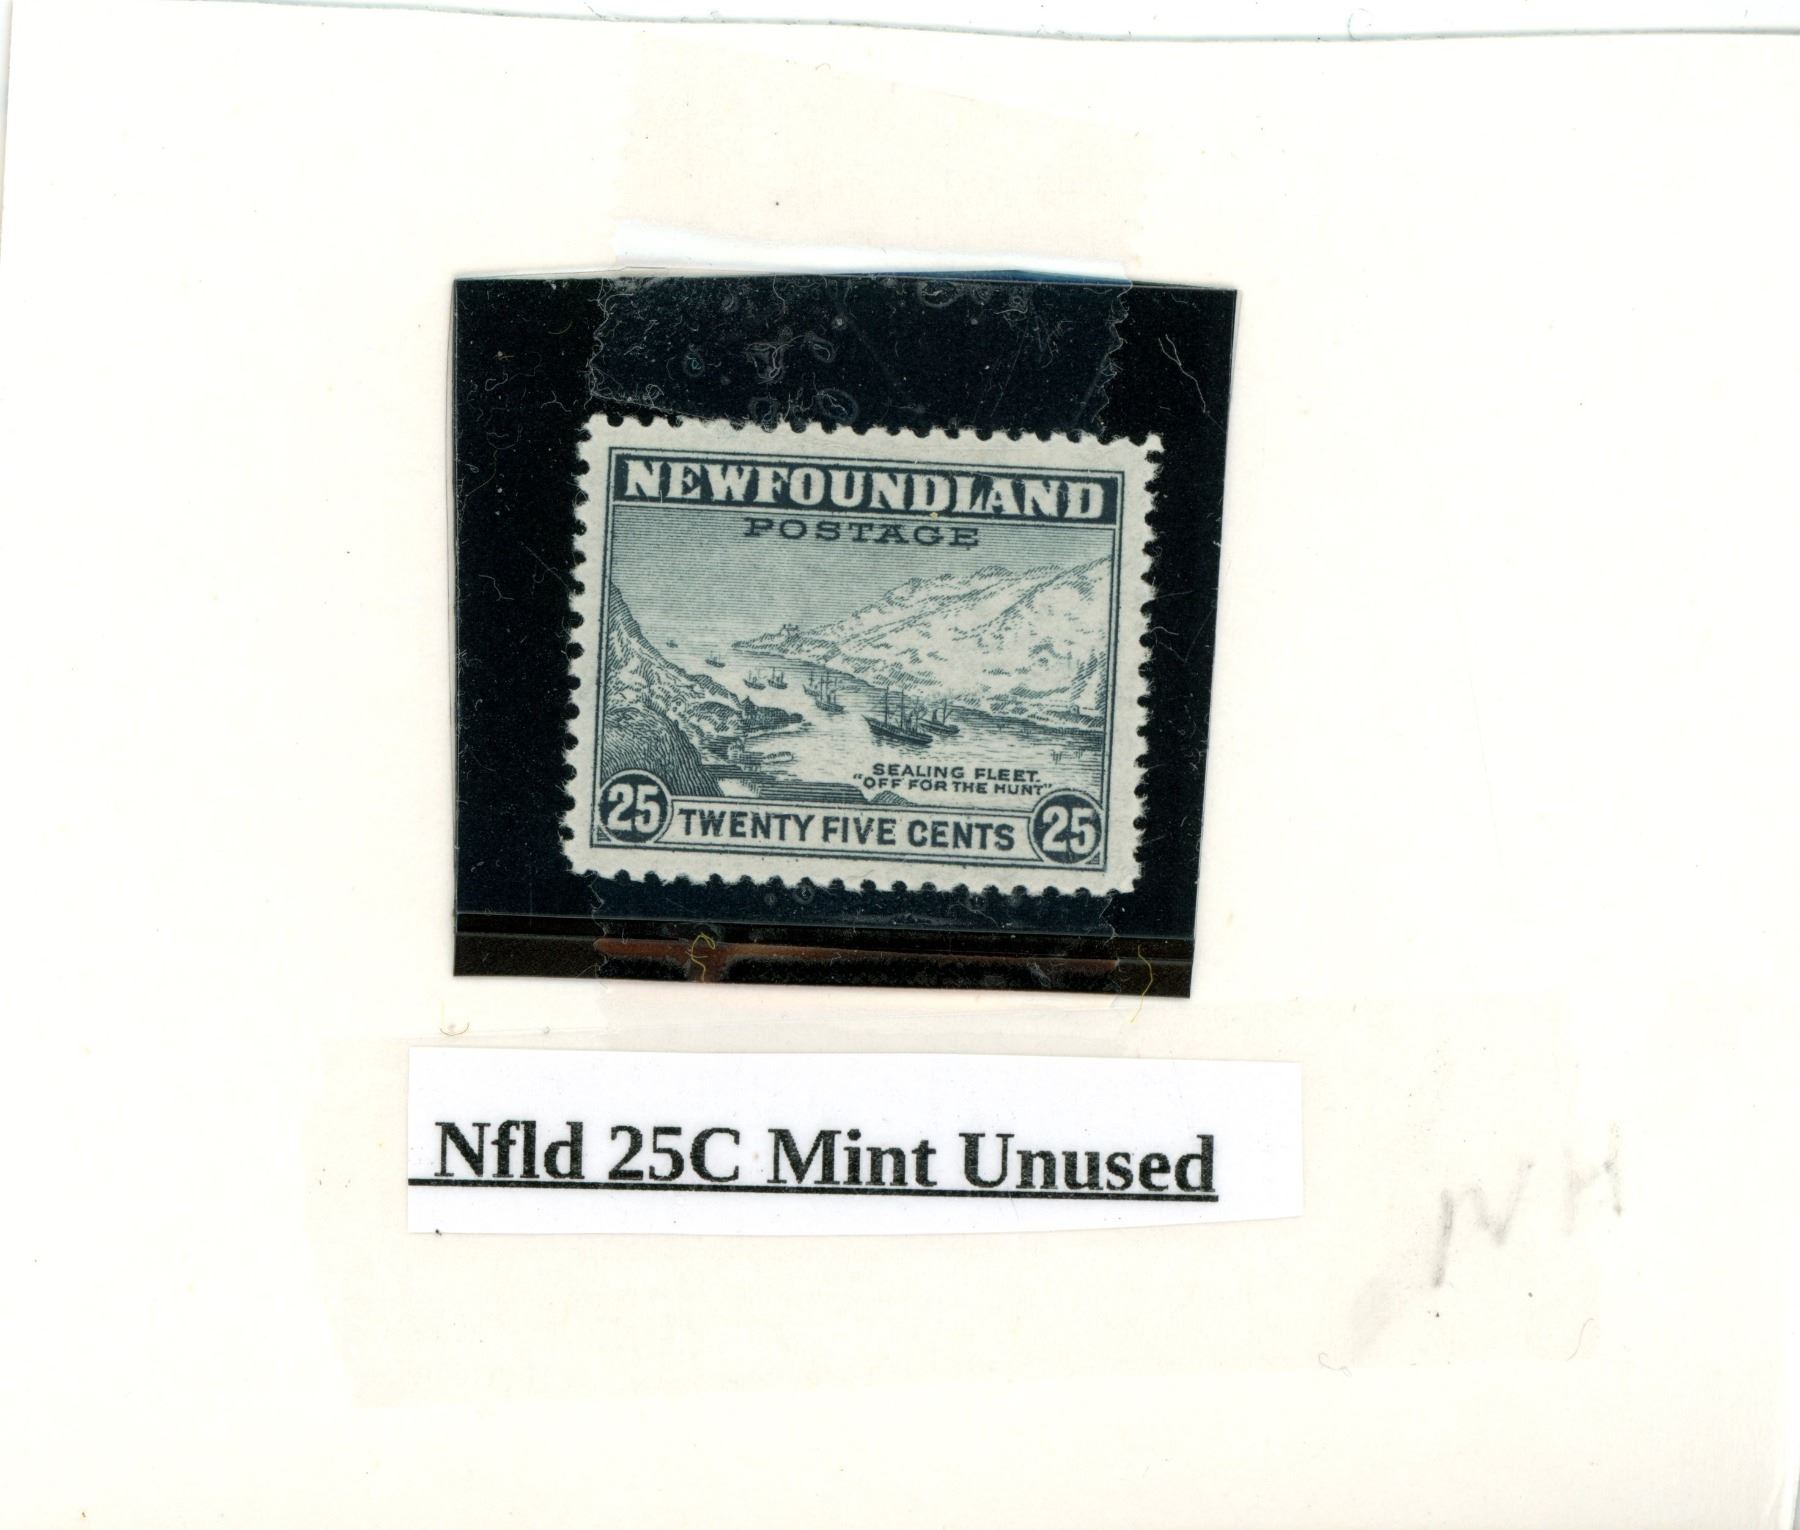 NEWFOUNDLAND
POSTAGE
SEALING FLEET.
"OFF FOR THE HUNT"
25 TWENTY FIVE CENTS 25
Nfld 25C Mint Unused
NH